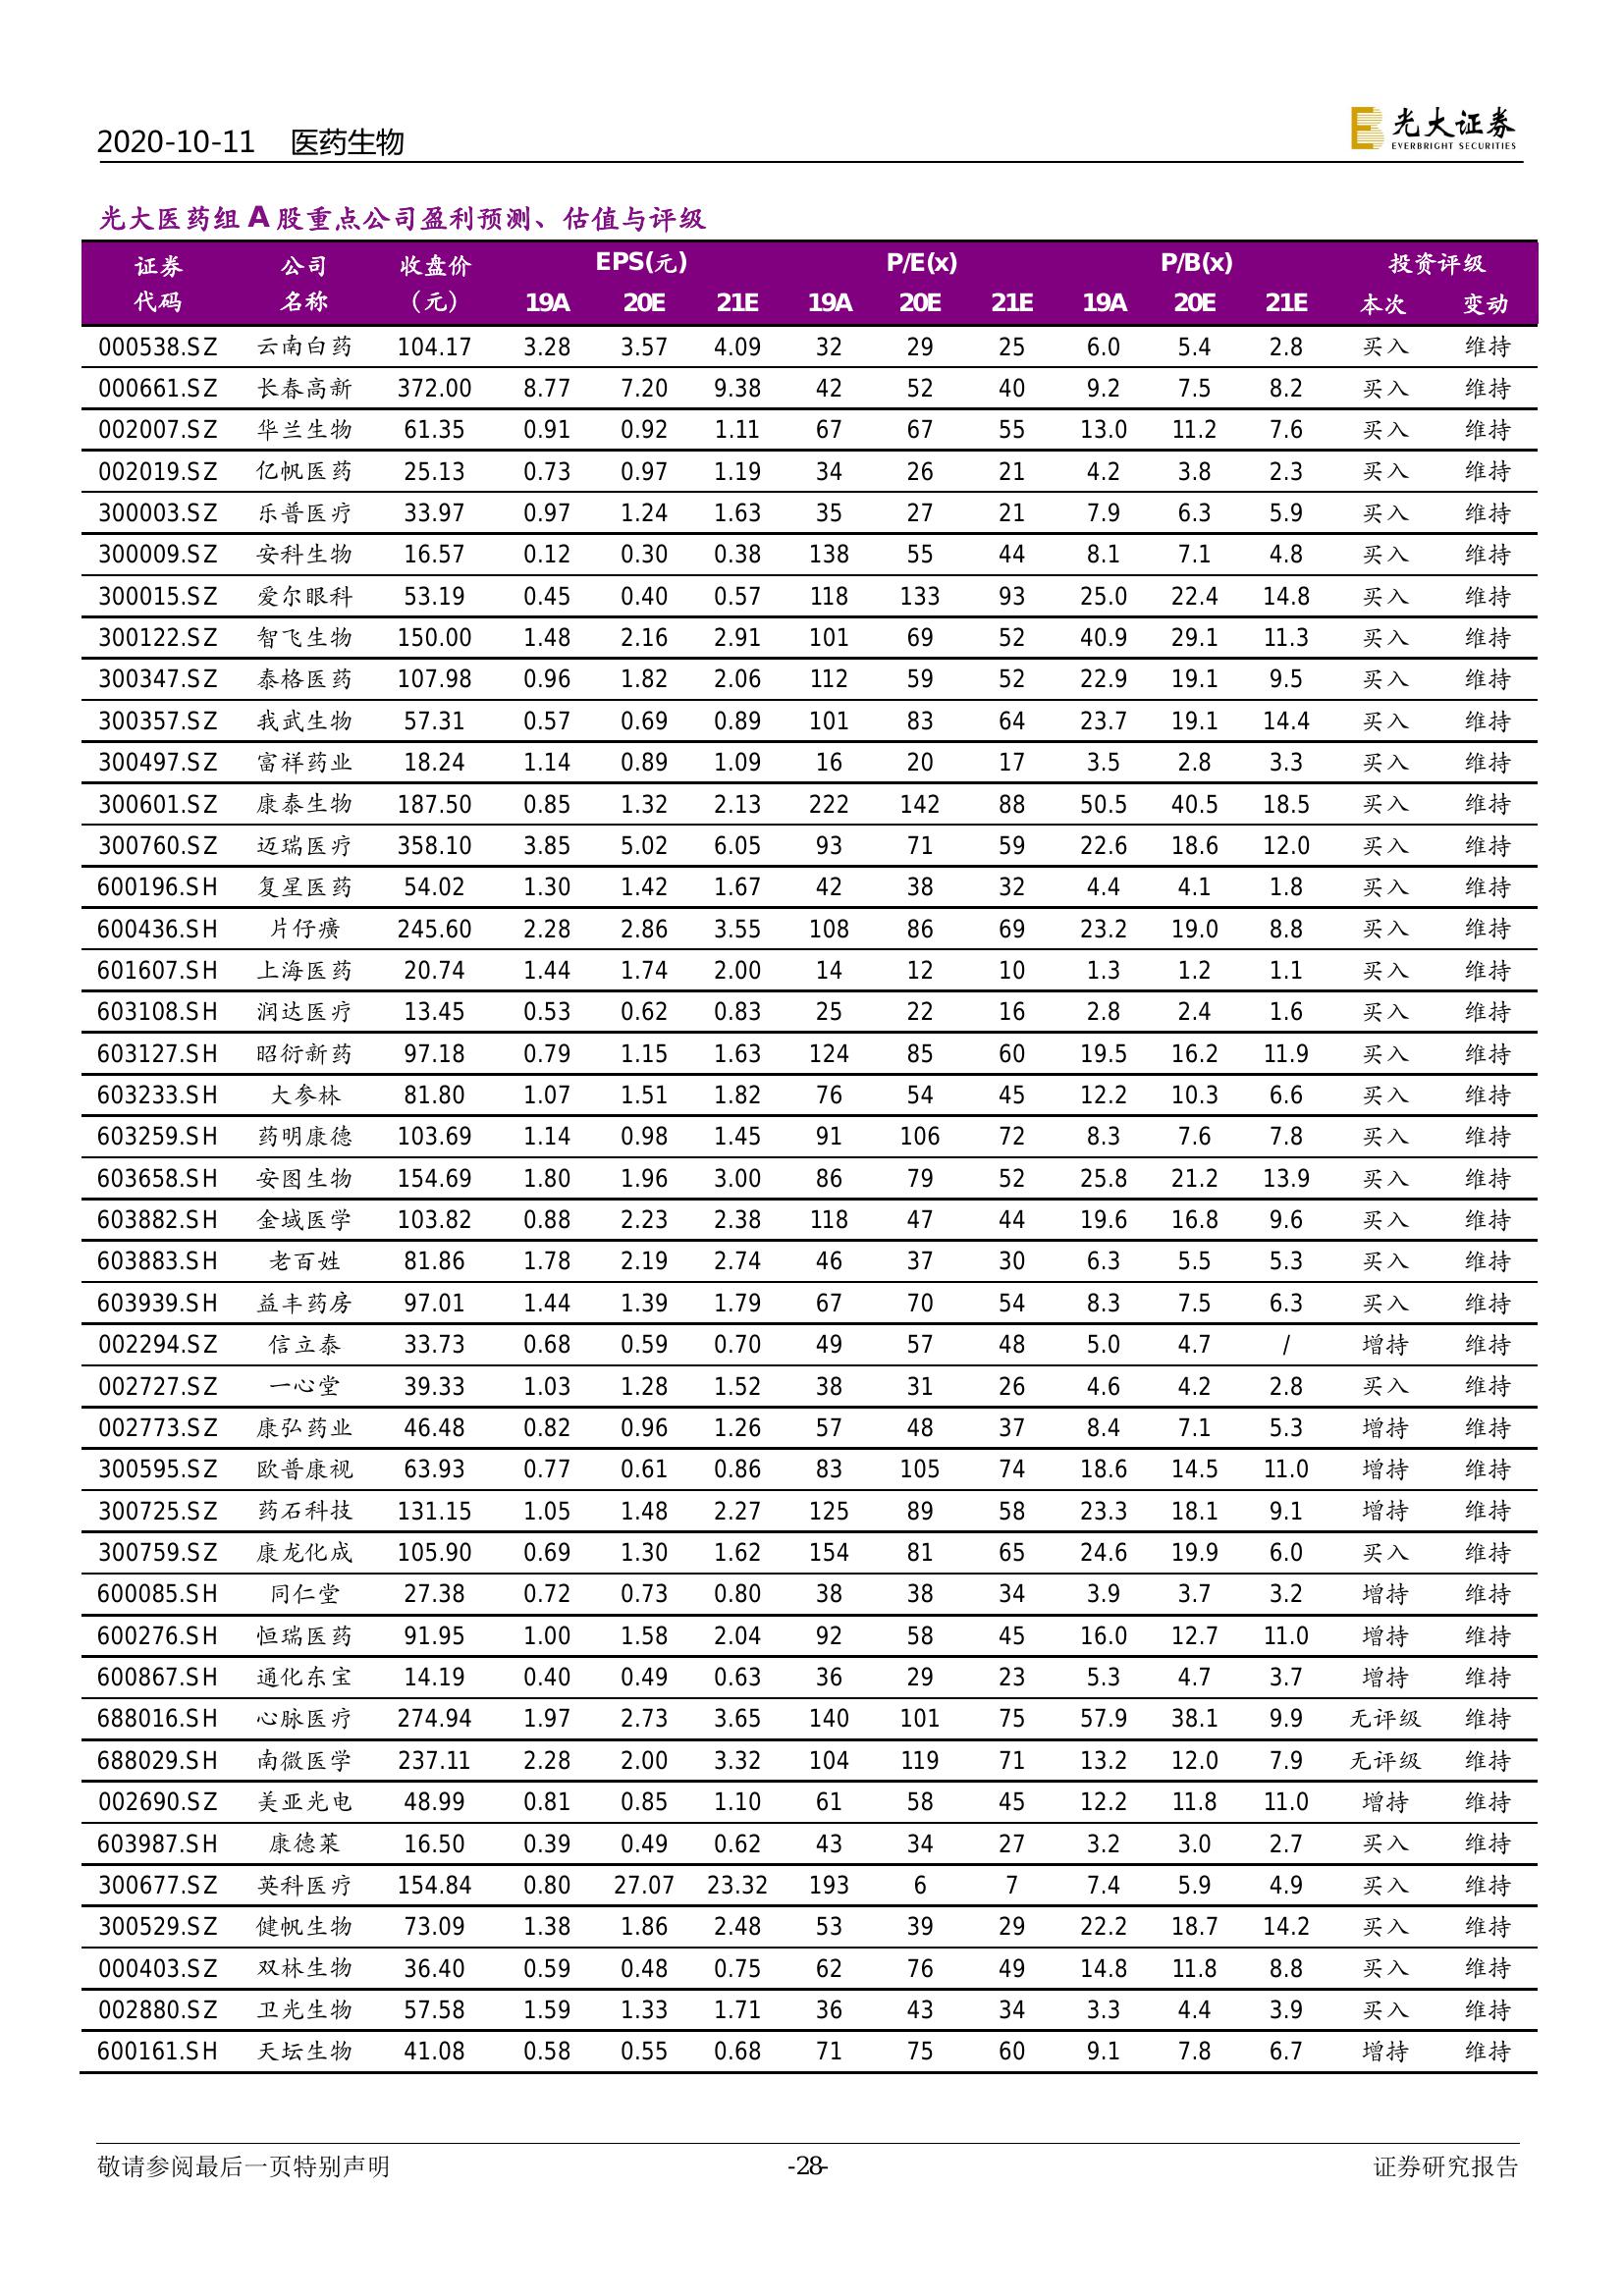 2020-10-11 医药生物
光大证券
EVERBRIGHT SECURITIES
光大医药组 A 股重点公司盈利预测、估值与评级
证券 公司 收盘价 EPS(元) P/E(x) P/B(x) 投资评级
代码 名称 （元） 19A 20E 21E 19A 20E 21E 19A 20E 21E 本次 变动
000538.SZ 云南白药 104.17 3.28 3.57 4.09 32 29 25 6.0 5.4 2.8 买入 维持
000661.SZ 长春高新 372.00 8.77 7.20 9.38 42 52 40 9.2 7.5 8.2 买入 维持
002007.SZ 华兰生物 61.35 0.91 0.92 1.11 67 67 55 13.0 11.2 7.6 买入 维持
002019.SZ 亿帆医药 25.13 0.73 0.97 1.19 34 26 21 4.2 3.8 2.3 买入 维持
300003.SZ 乐普医疗 33.97 0.97 1.24 1.63 35 27 21 7.9 6.3 5.9 买入 维持
300009.SZ 安科生物 16.57 0.12 0.30 0.38 138 55 44 8.1 7.1 4.8 买入 维持
300015.SZ 爱尔眼科 53.19 0.45 0.40 0.57 118 133 93 25.0 22.4 14.8 买入 维持
300122.SZ 智飞生物 150.00 1.48 2.16 2.91 101 69 52 40.9 29.1 11.3 买入 维持
300347.SZ 泰格医药 107.98 0.96 1.82 2.06 112 59 52 22.9 19.1 9.5 买入 维持
300357.SZ 我武生物 57.31 0.57 0.69 0.89 101 83 64 23.7 19.1 14.4 买入 维持
300497.SZ 富祥药业 18.24 1.14 0.89 1.09 16 20 17 3.5 2.8 3.3 买入 维持
300601.SZ 康泰生物 187.50 0.85 1.32 2.13 222 142 88 50.5 40.5 18.5 买入 维持
300760.SZ 迈瑞医疗 358.10 3.85 5.02 6.05 93 71 59 22.6 18.6 12.0 买入 维持
600196.SH 复星医药 54.02 1.30 1.42 1.67 42 38 32 4.4 4.1 1.8 买入 维持
600436.SH 片仔癀 245.60 2.28 2.86 3.55 108 86 69 23.2 19.0 8.8 买入 维持
601607.SH 上海医药 20.74 1.44 1.74 2.00 14 12 10 1.3 1.2 1.1 买入 维持
603108.SH 润达医疗 13.45 0.53 0.62 0.83 25 22 16 2.8 2.4 1.6 买入 维持
603127.SH 昭衍新药 97.18 0.79 1.15 1.63 124 85 60 19.5 16.2 11.9 买入 维持
603233.SH 大参林 81.80 1.07 1.51 1.82 76 54 45 12.2 10.3 6.6 买入 维持
603259.SH 药明康德 103.69 1.14 0.98 1.45 91 106 72 8.3 7.6 7.8 买入 维持
603658.SH 安图生物 154.69 1.80 1.96 3.00 86 79 52 25.8 21.2 13.9 买入 维持
603882.SH 金域医学 103.82 0.88 2.23 2.38 118 47 44 19.6 16.8 9.6 买入 维持
603883.SH 老百姓 81.86 1.78 2.19 2.74 46 37 30 6.3 5.5 5.3 买入 维持
603939.SH 益丰药房 97.01 1.44 1.39 1.79 67 70 54 8.3 7.5 6.3 买入 维持
002294.SZ 信立泰 33.73 0.68 0.59 0.70 49 57 48 5.0 4.7 / 增持 维持
002727.SZ 一心堂 39.33 1.03 1.28 1.52 38 31 26 4.6 4.2 2.8 买入 维持
002773.SZ 康弘药业 46.48 0.82 0.96 1.26 57 48 37 8.4 7.1 5.3 增持 维持
300595.SZ 欧普康视 63.93 0.77 0.61 0.86 83 105 74 18.6 14.5 11.0 增持 维持
300725.SZ 药石科技 131.15 1.05 1.48 2.27 125 89 58 23.3 18.1 9.1 增持 维持
300759.SZ 康龙化成 105.90 0.69 1.30 1.62 154 81 65 24.6 19.9 6.0 买入 维持
600085.SH 同仁堂 27.38 0.72 0.73 0.80 38 38 34 3.9 3.7 3.2 增持 维持
600276.SH 恒瑞医药 91.95 1.00 1.58 2.04 92 58 45 16.0 12.7 11.0 增持 维持
600867.SH 通化东宝 14.19 0.40 0.49 0.63 36 29 23 5.3 4.7 3.7 增持 维持
688016.SH 心脉医疗 274.94 1.97 2.73 3.65 140 101 75 57.9 38.1 9.9 无评级 维持
688029.SH 南微医学 237.11 2.28 2.00 3.32 104 119 71 13.2 12.0 7.9 无评级 维持
002690.SZ 美亚光电 48.99 0.81 0.85 1.10 61 58 45 12.2 11.8 11.0 增持 维持
603987.SH 康德莱 16.50 0.39 0.49 0.62 43 34 27 3.2 3.0 2.7 买入 维持
300677.SZ 英科医疗 154.84 0.80 27.07 23.32 193 6 7 7.4 5.9 4.9 买入 维持
300529.SZ 健帆生物 73.09 1.38 1.86 2.48 53 39 29 22.2 18.7 14.2 买入 维持
000403.SZ 双林生物 36.40 0.59 0.48 0.75 62 76 49 14.8 11.8 8.8 买入 维持
002880.SZ 卫光生物 57.58 1.59 1.33 1.71 36 43 34 3.3 4.4 3.9 买入 维持
600161.SH 天坛生物 41.08 0.58 0.55 0.68 71 75 60 9.1 7.8 6.7 增持 维持
敬请参阅最后一页特别声明 -28- 证券研究报告